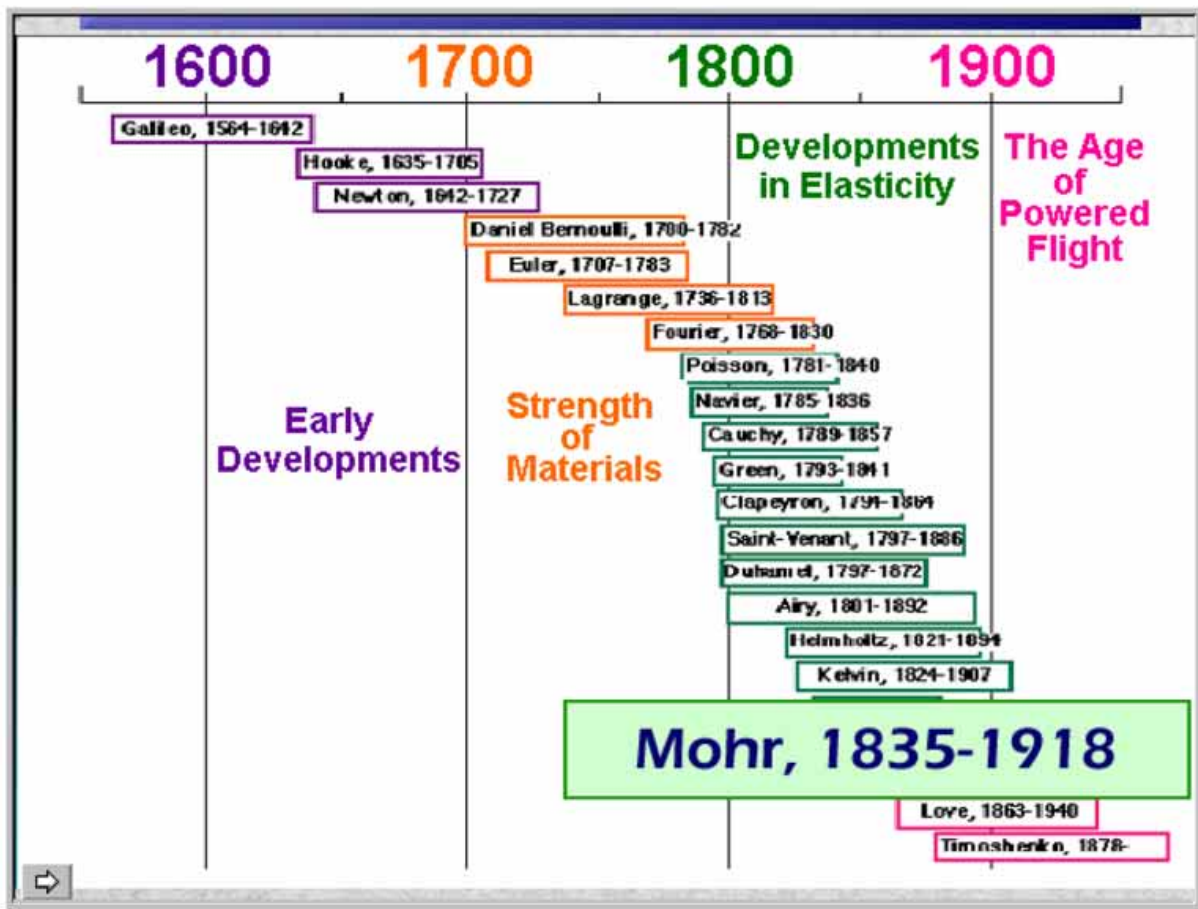 1600 1700 1800 1900
Galileo, 1564-1642
Hooke, 1635-1705
Newton, 1642-1727
Daniel Bernoulli, 1700-1782
Euler, 1707-1783
Lagrange, 1736-1813
Fourier, 1768-1830
Poisson, 1781-1840
Navier, 1785-1836
Cauchy, 1789-1857
Green, 1793-1841
Clapeyron, 1794-1864
Saint-Venant, 1797-1886
Duhamel, 1797-1872
Airy, 1801-1892
Helmholtz, 1821-1894
Kelvin, 1824-1907
Mohr, 1835-1918
Love, 1863-1940
Timoshenko, 1878-
Early
Developments
Strength
of
Materials
Developments
in Elasticity
The Age
of
Powered
Flight